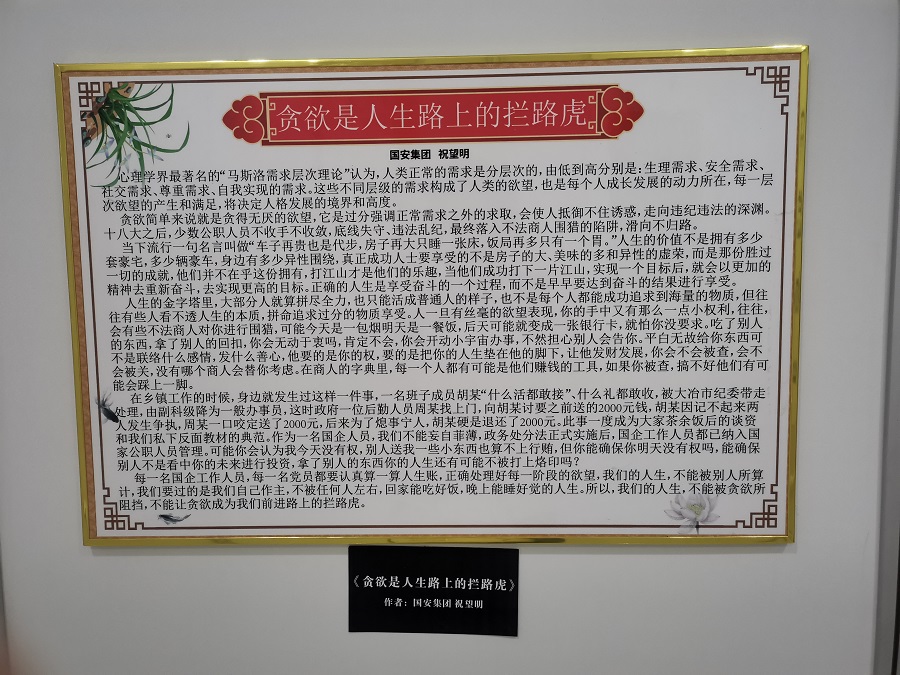 贪欲是人生路上的拦路虎
国安集团 祝望明
心理学界最著名的“马斯洛需求层次理论”认为，人类正常的需求是分层次的，由低到高分别是：生理需求、安全需求、
社交需求、尊重需求、自我实现的需求。这些不同层级的需求构成了人类的欲望，也是每个人成长发展的动力所在，每一层
次欲望的产生和满足，将决定人格发展的境界和高度。
贪欲简单来说就是贪得无厌的欲望，它是过分强调正常需求之外的求取，会使人抵御不住诱惑，走向违纪违法的深渊。
十八大之后，少数公职人员不收手不收敛，底线失守、违法乱纪，最终落入不法商人围猎的陷阱，滑向不归路。
当下流行一句名言叫做“车子再贵也是代步，房子再大只睡一张床，饭局再多只有一个胃。”人生的价值不是拥有多少
套豪宅，多少辆豪车，身边有多少异性围绕，真正成功人士要享受的不是房子的大、美味的多和异性的虚荣，而是那份胜过
一切的成就，他们并不在乎这份拥有，打江山才是他们的乐趣，当他们成功打下一片江山，实现一个目标后，就会以更加的
精神去重新奋斗，去实现更高的目标。正确的人生是享受奋斗的一个过程，而不是早早要达到奋斗的结果进行享受。
人生的金字塔里，大部分人就算拼尽全力，也只能活成普通人的样子，也不是每个人都能成功追求到海量的物质，但往
往有些人看不透人生的本质，拼命追求过分的物质享受。人一旦有丝毫的欲望表现，你的手中又有那么一点小权利，往往，
会有些不法商人对你进行围猎，可能今天是一包烟明天是一餐饭，后天可能就变成一张银行卡，就怕你没要求。吃了别人
的东西，拿了别人的回扣，你会无动于衷吗，肯定不会，你会开动小宇宙办事，不然担心别人会告你。平白无故给你东西可
不是联络什么感情，发什么善心，他要的是你的权，要的是把你的人生垫在他的脚下，让他发财发展，你会不会被查，会不
会被关，没有哪个商人会替你考虑。在商人的字典里，每一个人都有可能是他们赚钱的工具，如果你被查，搞不好他们有可
能会踩上一脚。
在乡镇工作的时候，身边就发生过这样一件事，一名班子成员胡某“什么活都敢接”、什么礼都敢收，被大冶市纪委带走
处理，由副科级降为一般办事员，这时政府一位后勤人员周某找上门，向胡某讨要之前送的2000元钱，胡某因记不起来两
人发生争执，周某一口咬定送了2000元，后来为了熄事宁人，胡某硬是退还了2000元。此事一度成为大家茶余饭后的谈资
和我们私下反面教材的典范。作为一名国企人员，我们不能妄自菲薄，政务处分法正式实施后，国企工作人员都已纳入国
家公职人员管理。可能你会认为我今天没有权，别人送我一些小东西也算不上行贿，但你能确保你明天没有权吗，能确保
别人不是看中你的未来进行投资，拿了别人的东西你的人生还有可能不被打上烙印吗？
每一名国企工作人员，每一名党员都要认真算一算人生账，正确处理好每一阶段的欲望，我们的人生，不能被别人所算
计，我们要过的是我们自己作主，不被任何人左右，回家能吃好饭，晚上能睡好觉的人生。所以，我们的人生，不能被贪欲所
阻挡，不能让贪欲成为我们前进路上的拦路虎。
《贪欲是人生路上的拦路虎》
作者：国安集团 祝望明